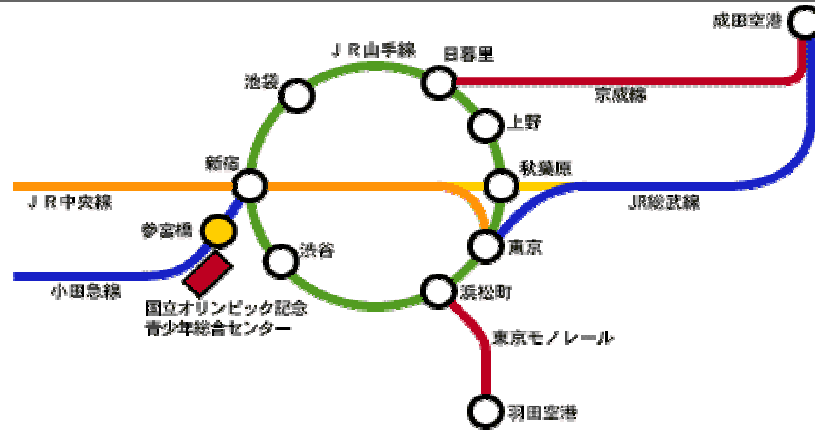 成田空港
JR山手線
日暮里
池袋
京成線
上野
新宿
秋葉原
JR中央線
JR総武線
参宮橋
渋谷
東京
小田急線
浜松町
国立オリンピック記念
青少年総合センター
東京モノレール
羽田空港